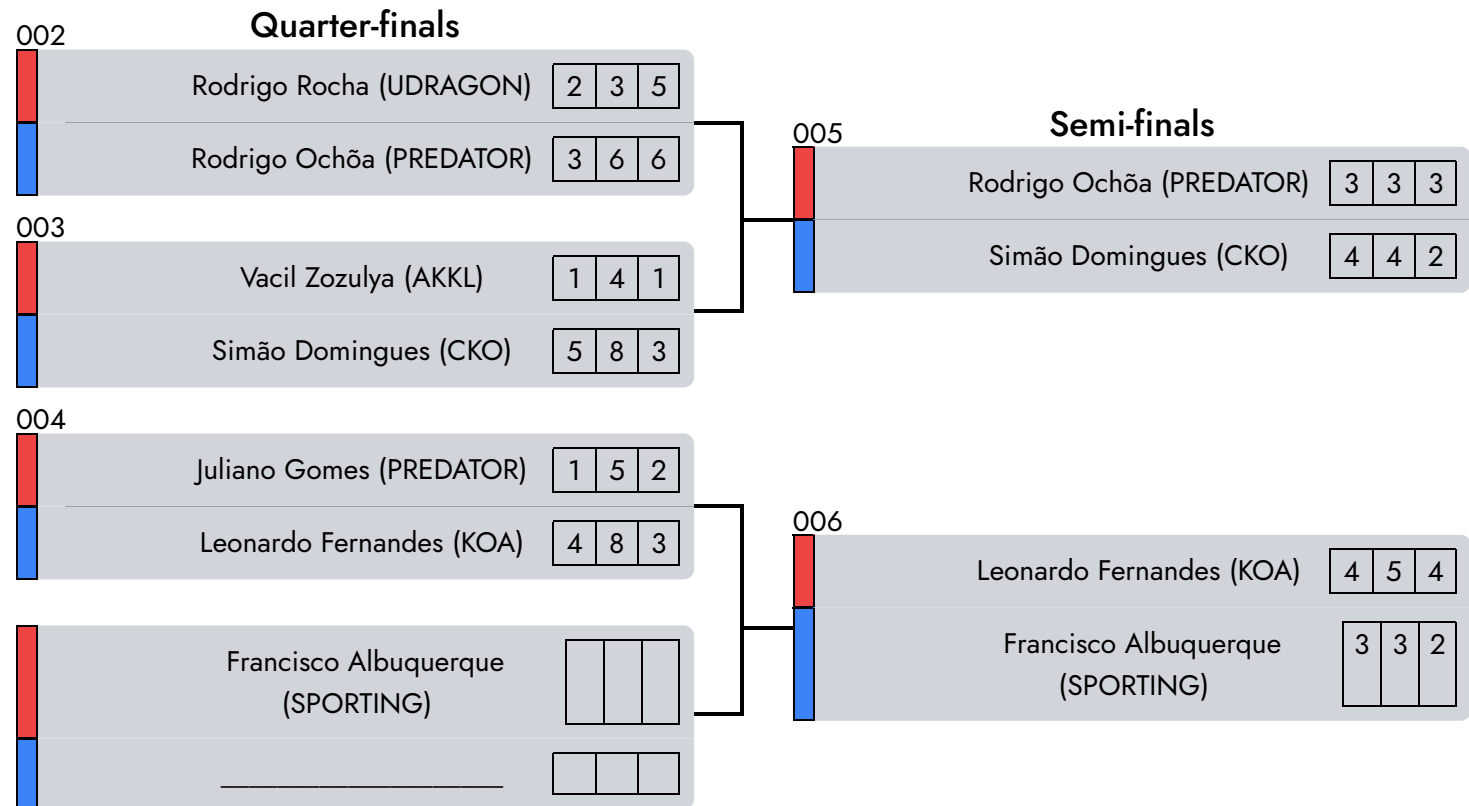 Quarter-finals
002
Rodrigo Rocha (UDRAGON) 2 3 5
Rodrigo Ochõa (PREDATOR) 3 6 6
003
Vacil Zozulya (AKKL) 1 4 1
Simão Domingues (CKO) 5 8 3
004
Juliano Gomes (PREDATOR) 1 5 2
Leonardo Fernandes (KOA) 4 8 3
Francisco Albuquerque
(SPORTING)
____________________
Semi-finals
005
Rodrigo Ochõa (PREDATOR) 3 3 3
Simão Domingues (CKO) 4 4 2
006
Leonardo Fernandes (KOA) 4 5 4
Francisco Albuquerque 3 3 2
(SPORTING)